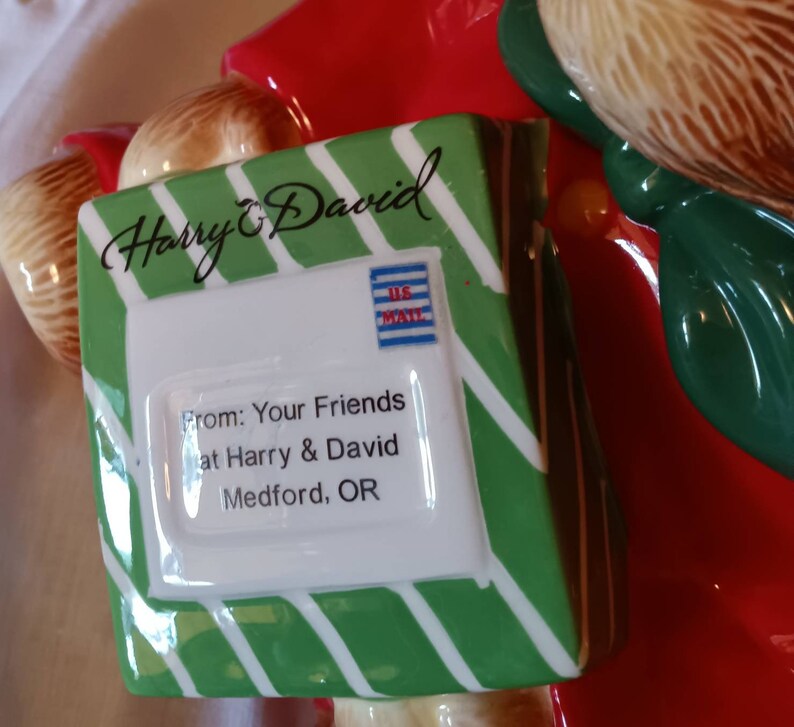 Harry & David
US
MAIL
From: Your Friends
at Harry & David
Medford, OR